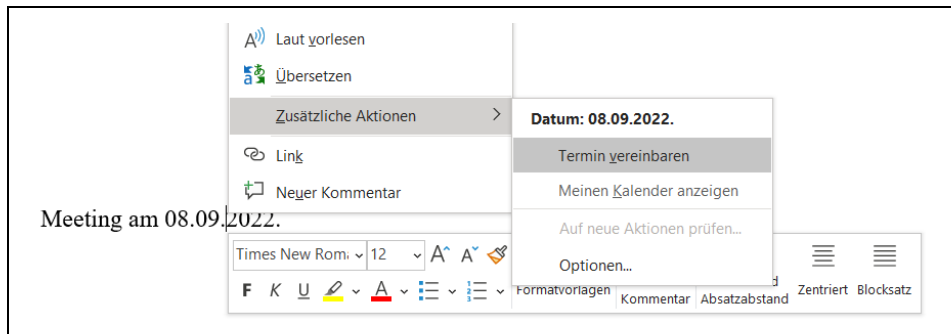 Laut vorlesen
Übersetzen
Zusätzliche Aktionen
Link
Neuer Kommentar
Datum: 08.09.2022.
Termin vereinbaren
Meinen Kalender anzeigen
Auf neue Aktionen prüfen...
Optionen...
Meeting am 08.09.2022.
Times New Roma 12
F K U A
Formatvorlagen Kommentar Absatzabstand Zentriert Blocksatz